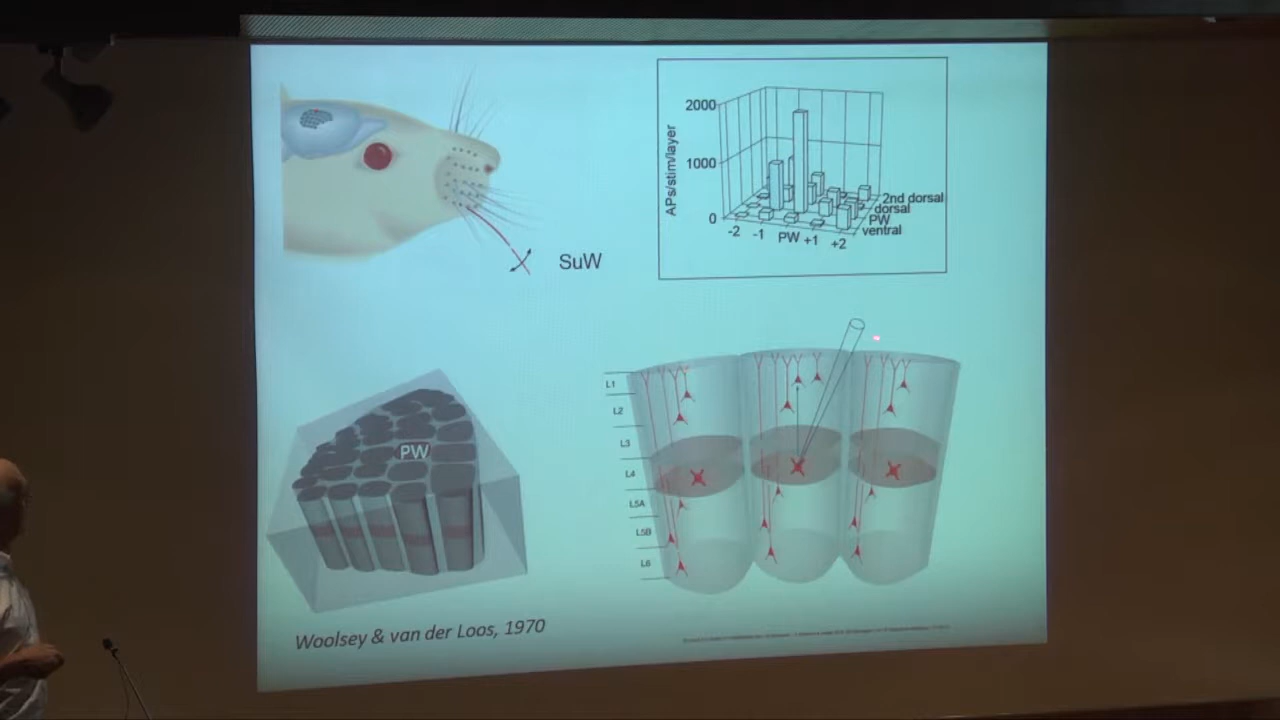 SuW
APs/stim/layer
2000
1000
0
-2 -1 PW +1 +2
2nd dorsal
dorsal
PW
ventral
PW
Woolsey & van der Loos, 1970
L1
L2
L3
L4
L5A
L5B
L6